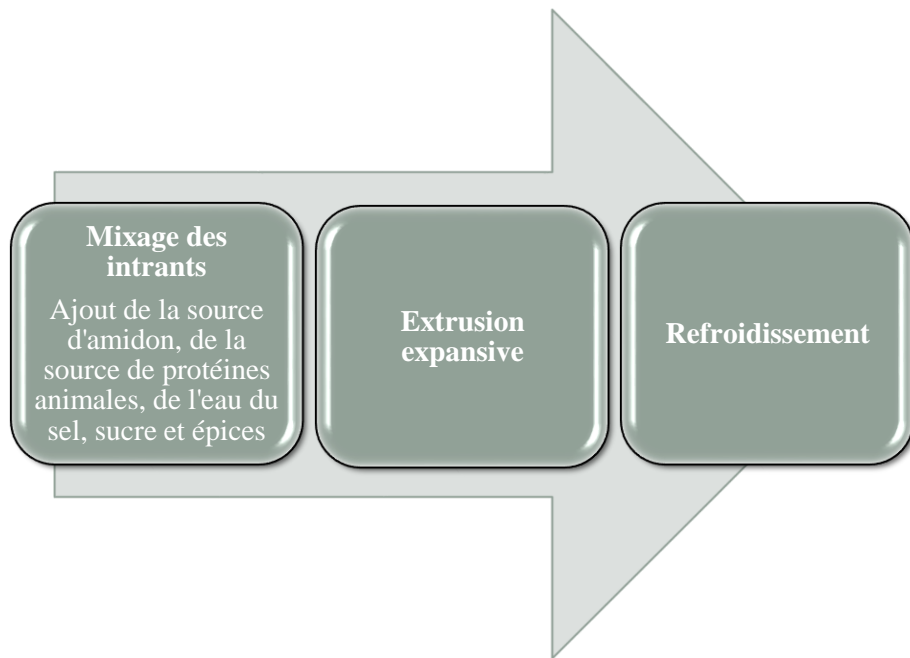 Mixage des
intrants
Ajout de la source
d'amidon, de la
source de protéines
animales, de l'eau du
sel, sucre et épices
Extrusion
expansive
Refroidissement